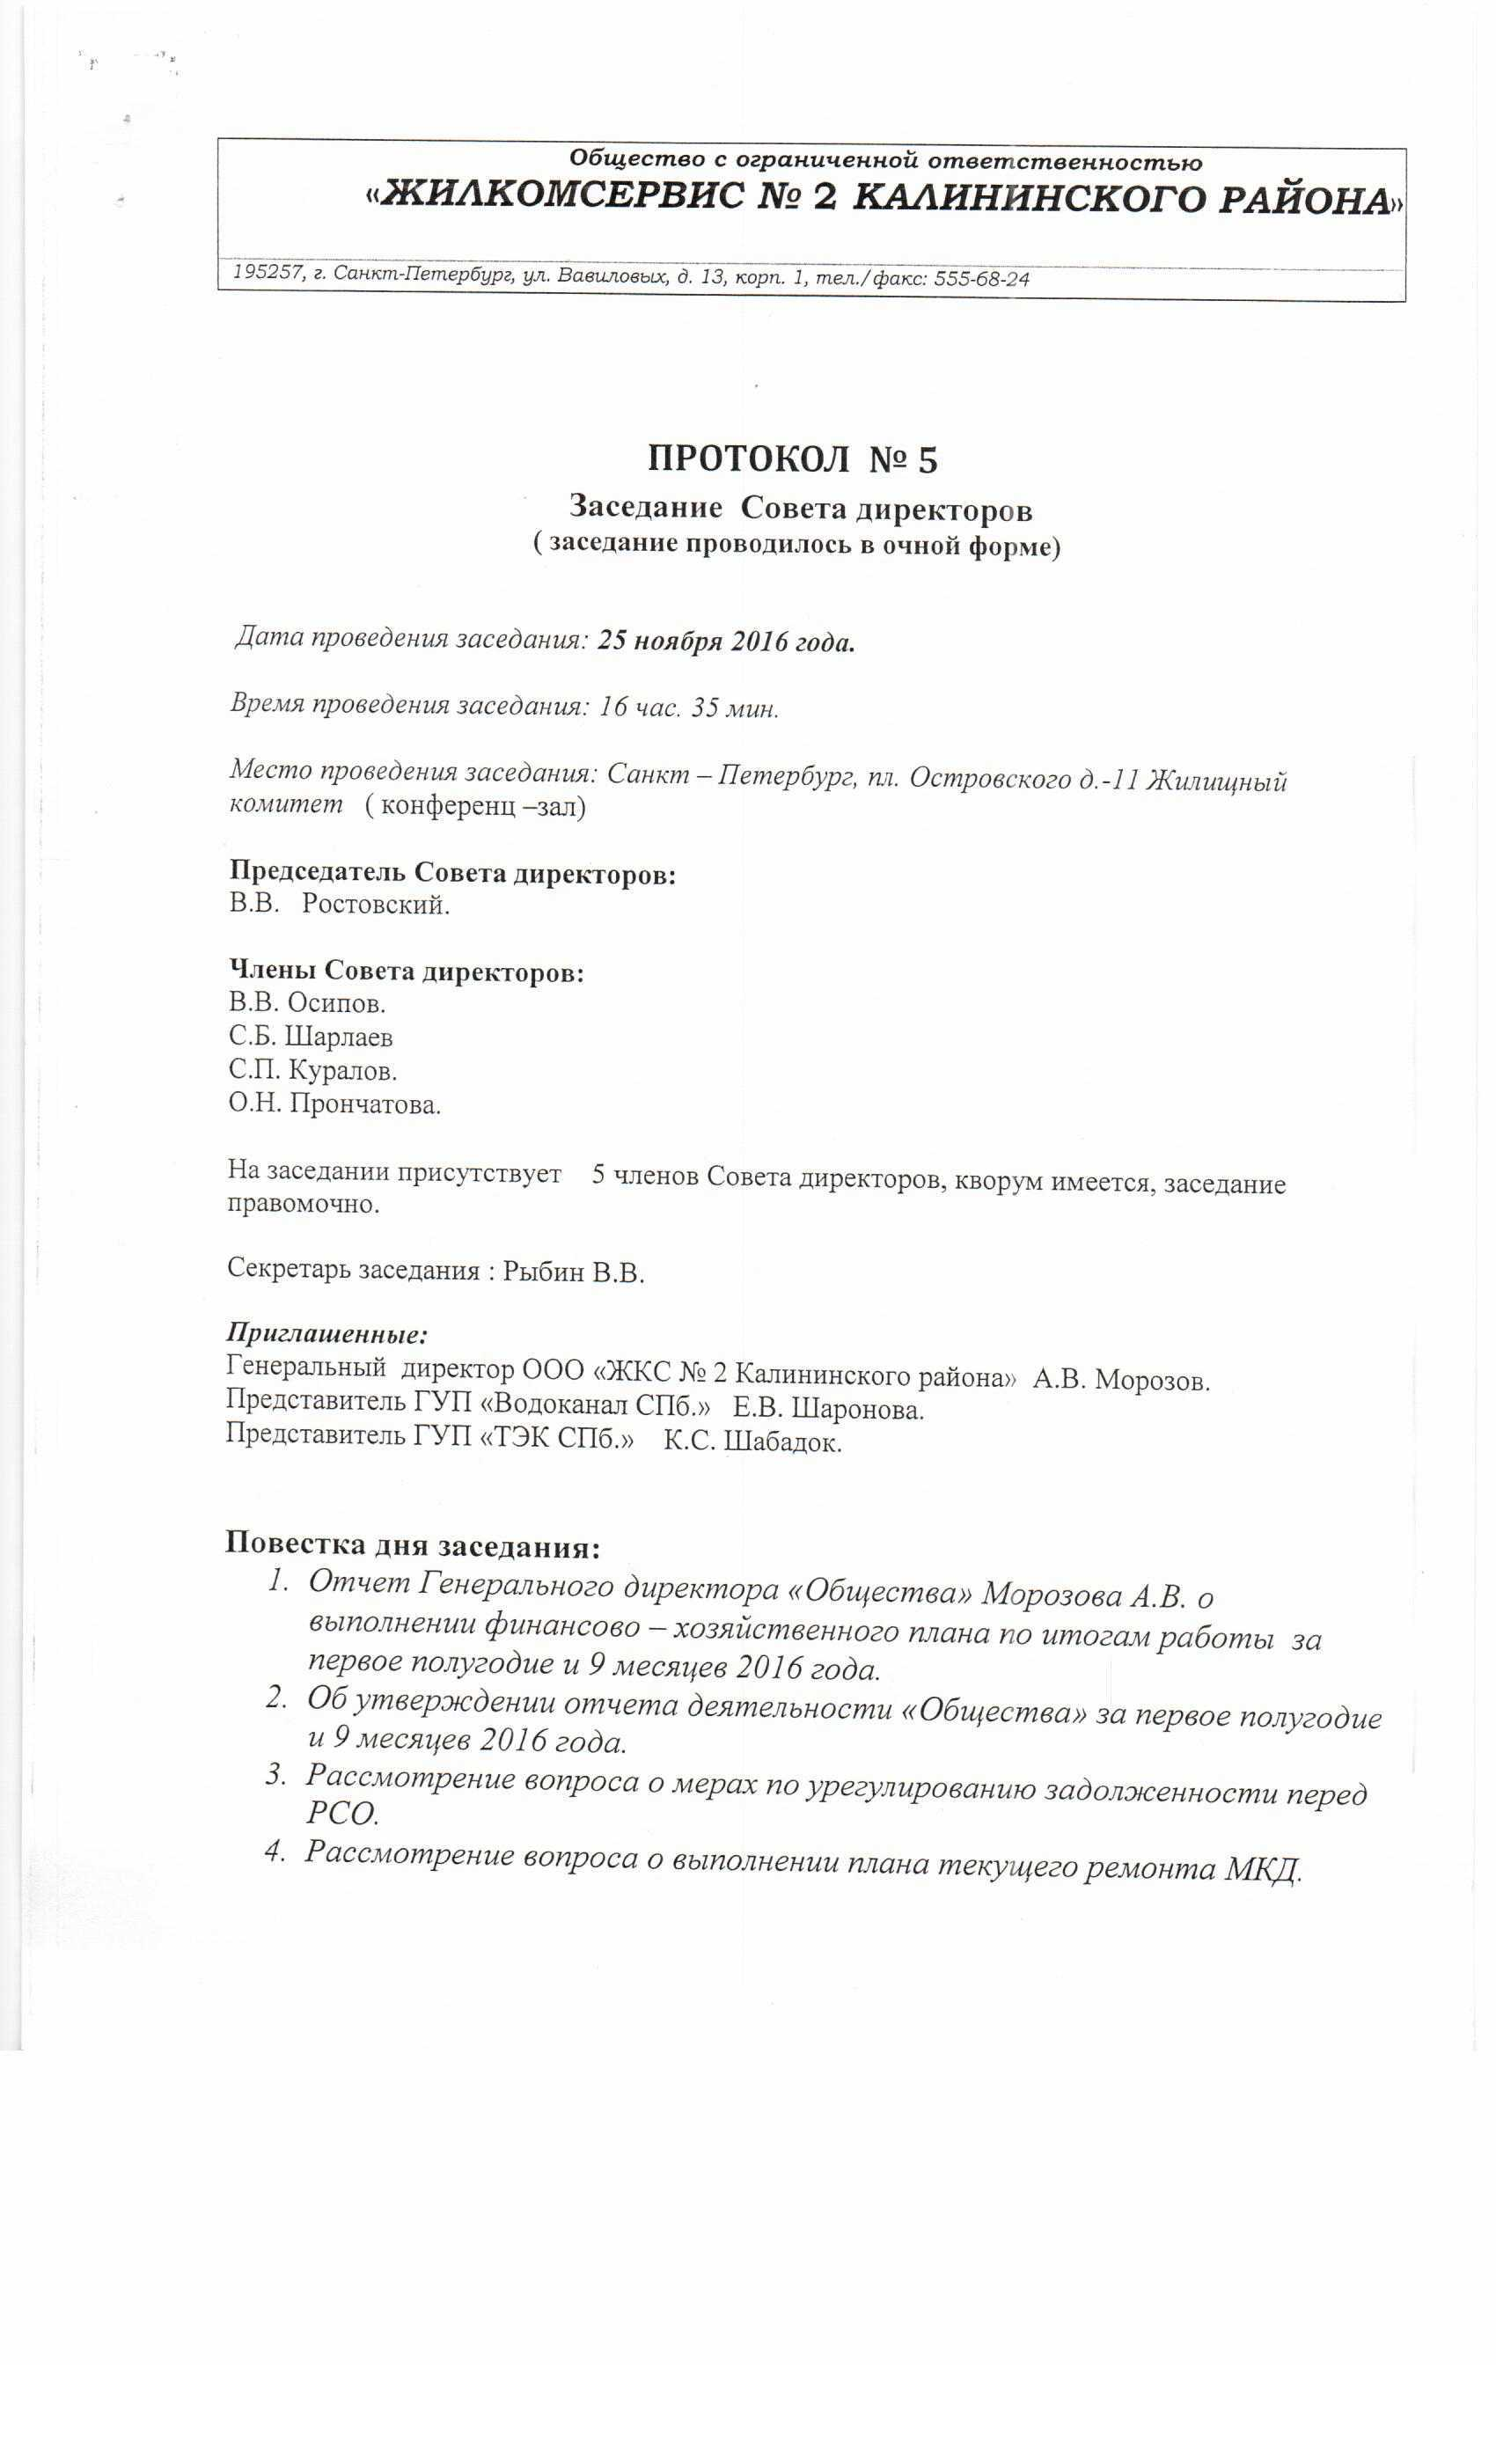 Общество с ограниченной ответственностью
«ЖИЛКОМСЕРВИС № 2 КАЛИНИНСКОГО РАЙОНА»
195257, г. Санкт-Петербург, ул. Вавиловых, д. 13, корп. 1, тел./факс: 555-68-24
ПРОТОКОЛ № 5
Заседание Совета директоров
( заседание проводилось в очной форме)
Дата проведения заседания: 25 ноября 2016 года.
Время проведения заседания: 16 час. 35 мин.
Место проведения заседания: Санкт – Петербург, пл. Островского д.-11 Жилищный
комитет ( конференц –зал)
Председатель Совета директоров:
В.В. Ростовский.
Члены Совета директоров:
В.В. Осипов.
С.Б. Шарлаев
С.П. Куралов.
О.Н. Прончатова.
На заседании присутствует 5 членов Совета директоров, кворум имеется, заседание
правомочно.
Секретарь заседания : Рыбин В.В.
Приглашенные:
Генеральный директор ООО «ЖКС № 2 Калининского района» А.В. Морозов.
Представитель ГУП «Водоканал СПб.» Е.В. Шаронова.
Представитель ГУП «ТЭК СПб.» К.С. Шабадок.
Повестка дня заседания:
1. Отчет Генерального директора «Общества» Морозова А.В. о
выполнении финансово – хозяйственного плана по итогам работы за
первое полугодие и 9 месяцев 2016 года.
2. Об утверждении отчета деятельности «Общества» за первое полугодие
и 9 месяцев 2016 года.
3. Рассмотрение вопроса о мерах по урегулированию задолженности перед
РСО.
4. Рассмотрение вопроса о выполнении плана текущего ремонта МКД.